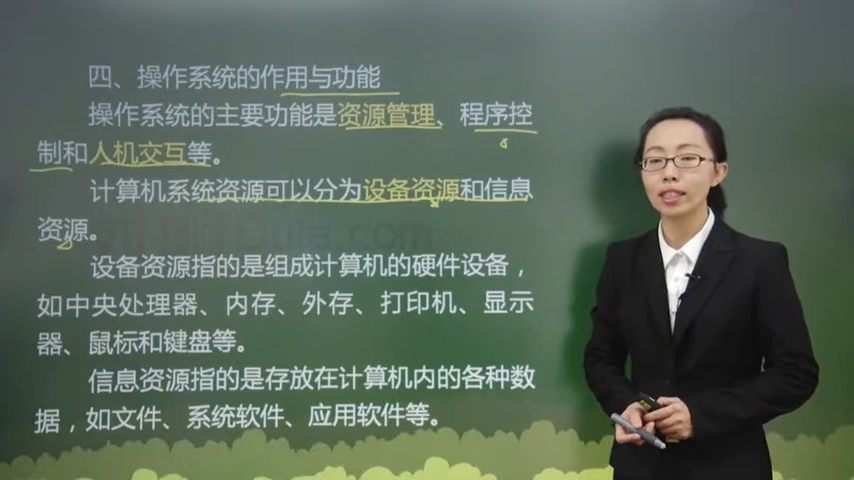 四、操作系统的作用与功能
操作系统的主要功能是资源管理、程序控
制和人机交互等。
计算机系统资源可以分为设备资源和信息
资源。
设备资源指的是组成计算机的硬件设备，
如中央处理器、内存、外存、打印机、显示
器、鼠标和键盘等。
信息资源指的是存放在计算机内的各种数
据，如文件、系统软件、应用软件等。